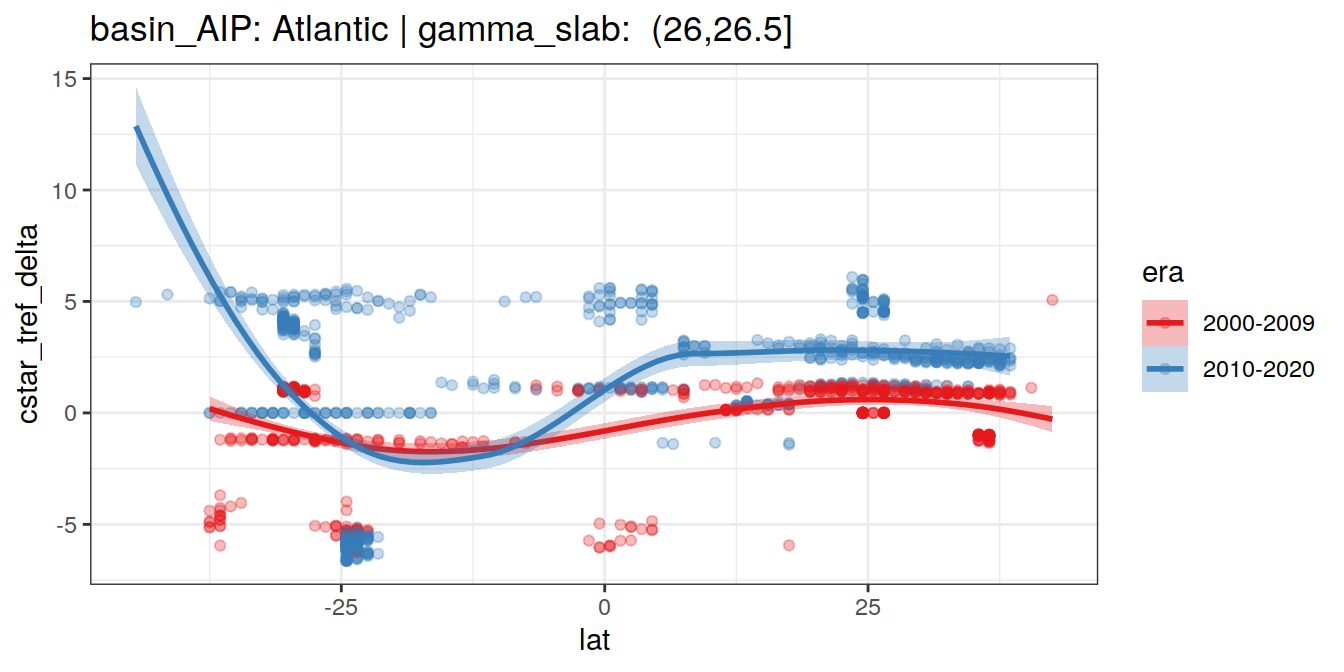 basin_AIP: Atlantic | gamma_slab:  (26,26.5]
15
10
5
0
-5
cstar_tref_delta
-25
0
25
lat
era
2000-2009
2010-2020